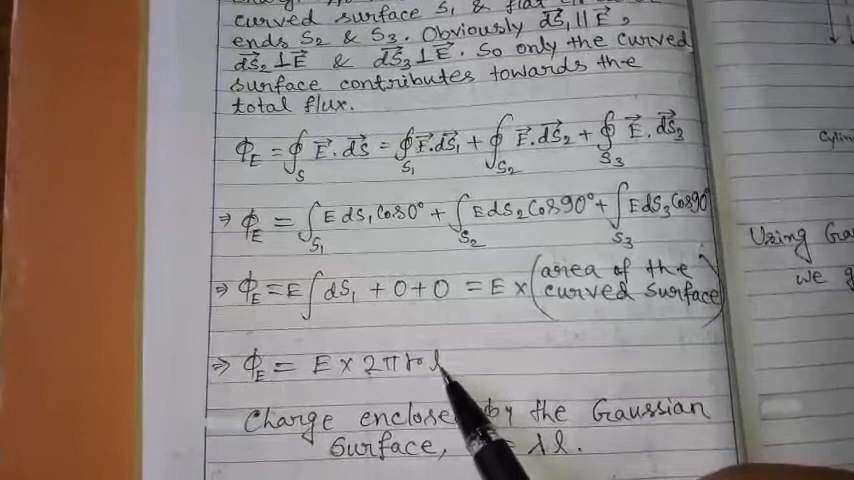 curved surface S₁ & flat
ends S₂ & S₃. Obviously d⃗S₁ ∥ E⃗,
d⃗S₂⊥E⃗ & d⃗S₃⊥E⃗. So only the curved
surface contributes towards the
total flux.
ϕ_E = ∮_S E⃗.d⃗S = ∮_S₁ E⃗.d⃗S₁ + ∮_S₂ E⃗.d⃗S₂ + ∮_S₃ E⃗.d⃗S₃
⇒ ϕ_E = ∫_S₁ E dS₁ Cos0° + ∫_S₂ E dS₂ Cos90° + ∫_S₃ E dS₃ Cos90°
⇒ ϕ_E = E ∫ dS₁ + 0 + 0 = E × (area of the
curved surface)
⇒ ϕ_E = E × 2πrl
Charge enclosed by the Gaussian
Surface, = λl.
Using
we